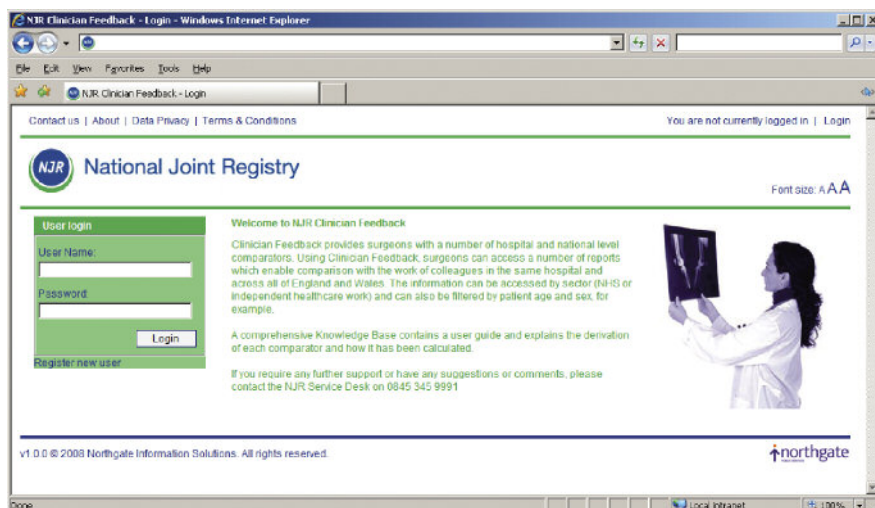 NJR Clinician Feedback - Login - Windows Internet Explorer
File Edit View Favorites Tools Help
NJR Clinician Feedback - Login
Contact us | About | Data Privacy | Terms & Conditions
You are not currently logged in | Login
NJR National Joint Registry
Font size: A A A
User login
User Name:
Password:
Login
Register new user
Welcome to NJR Clinician Feedback
Clinician Feedback provides surgeons with a number of hospital and national level
comparators. Using Clinician Feedback, surgeons can access a number of reports
which enable comparison with the work of colleagues in the same hospital and
across all of England and Wales. The information can be accessed by sector (NHS or
independent healthcare work) and can also be filtered by patient age and sex, for
example.
A comprehensive Knowledge Base contains a user guide and explains the derivation
of each comparator and how it has been calculated.
If you require any further support or have any suggestions or comments, please
contact the NJR Service Desk on 0845 345 9991
v1.0.0 © 2008 Northgate Information Solutions. All rights reserved.
northgate
Done
Local intranet
100%